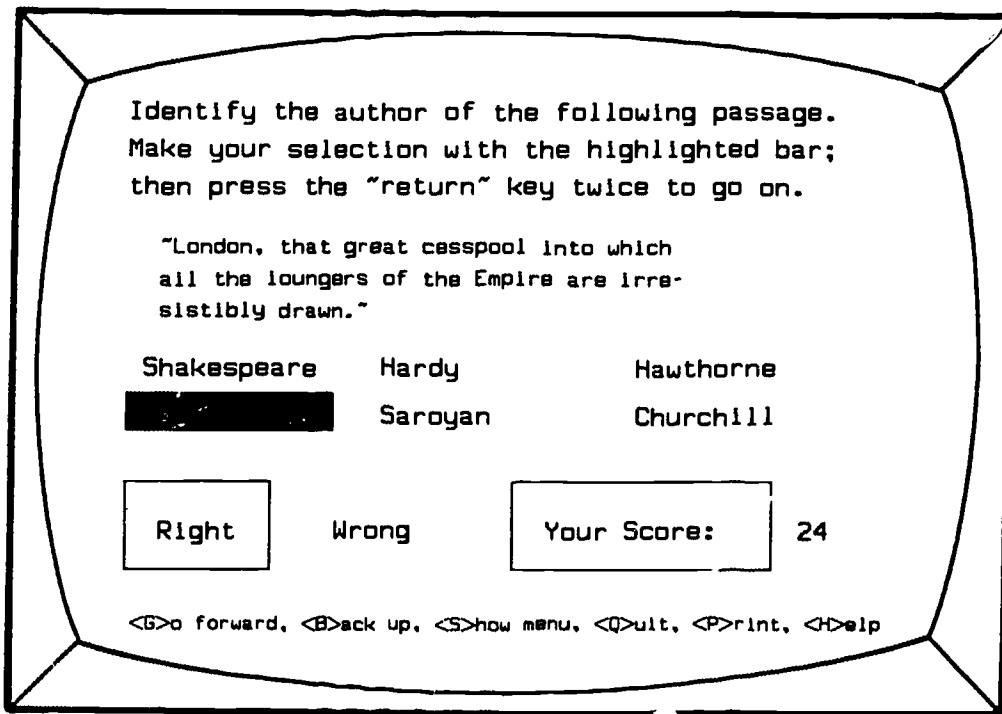 Identify the author of the following passage.
Make your selection with the highlighted bar;
then press the ~return~ key twice to go on.
~London, that great cesspool into which
all the loungers of the Empire are irre-
sistibly drawn.~
Shakespeare Hardy Hawthorne
Saroyan Churchill
Right Wrong Your Score: 24
<G>o forward, <B>ack up, <S>how menu, <Q>uit, <P>rint, <H>elp